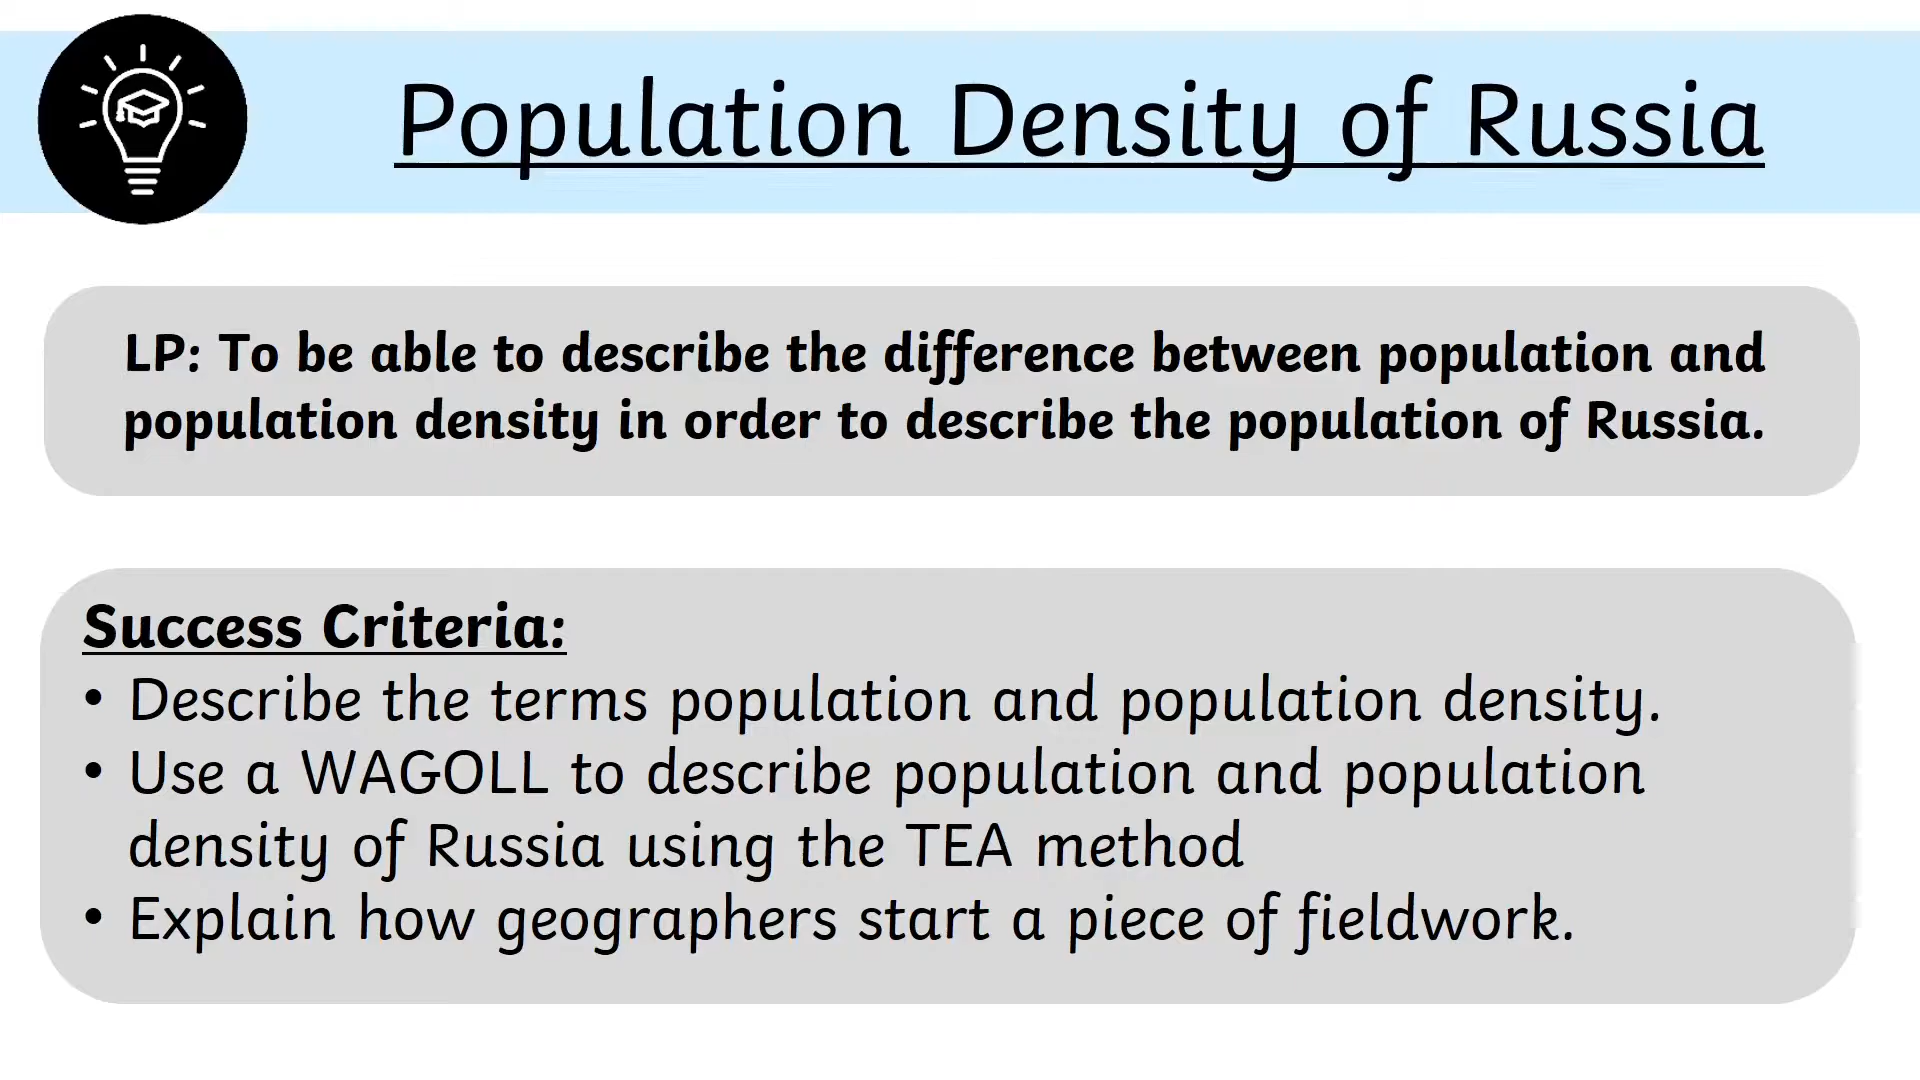 Population Density of Russia
LP: To be able to describe the difference between population and
population density in order to describe the population of Russia.
Success Criteria:
• Describe the terms population and population density.
• Use a WAGOLL to describe population and population
density of Russia using the TEA method
• Explain how geographers start a piece of fieldwork.